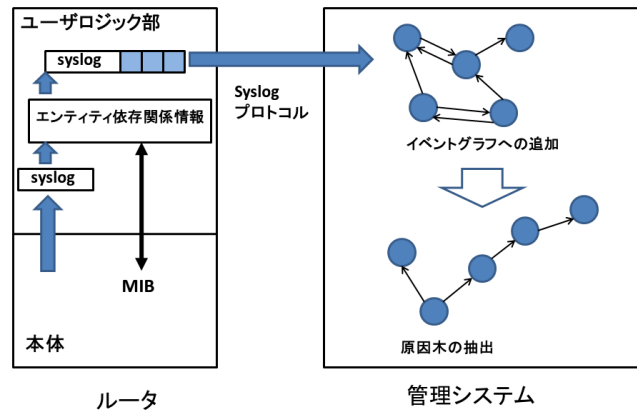 ユーザロジック部
syslog
エンティティ依存関係情報
syslog
MIB
本体
ルータ
Syslog
プロトコル
イベントグラフへの追加
原因木の抽出
管理システム